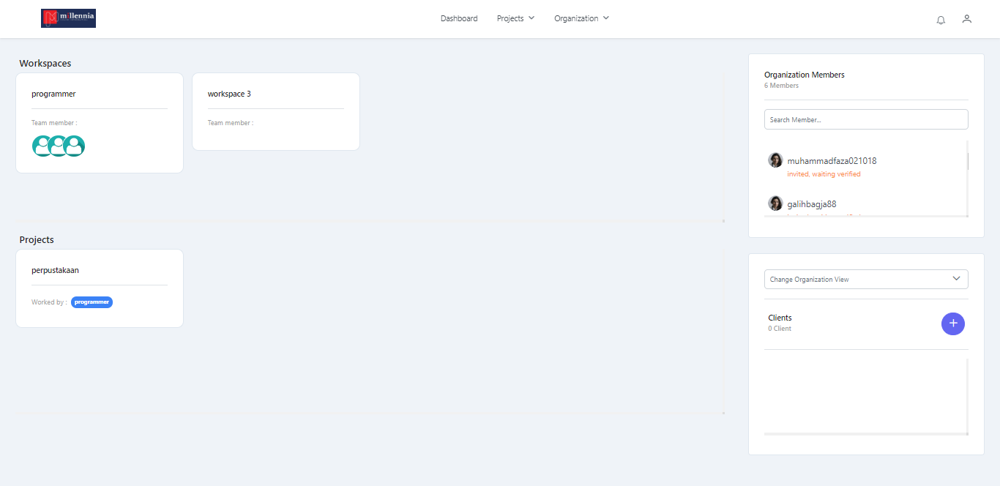 millennia
Dashboard
Projects
Organization
Workspaces
programmer
Team member :
workspace 3
Team member :
Projects
perpustakaan
Worked by :
programmer
Organization Members
6 Members
Search Member...
muhammadfaza021018
invited, waiting verified
galihbagja88
Change Organization View
Clients
0 Client